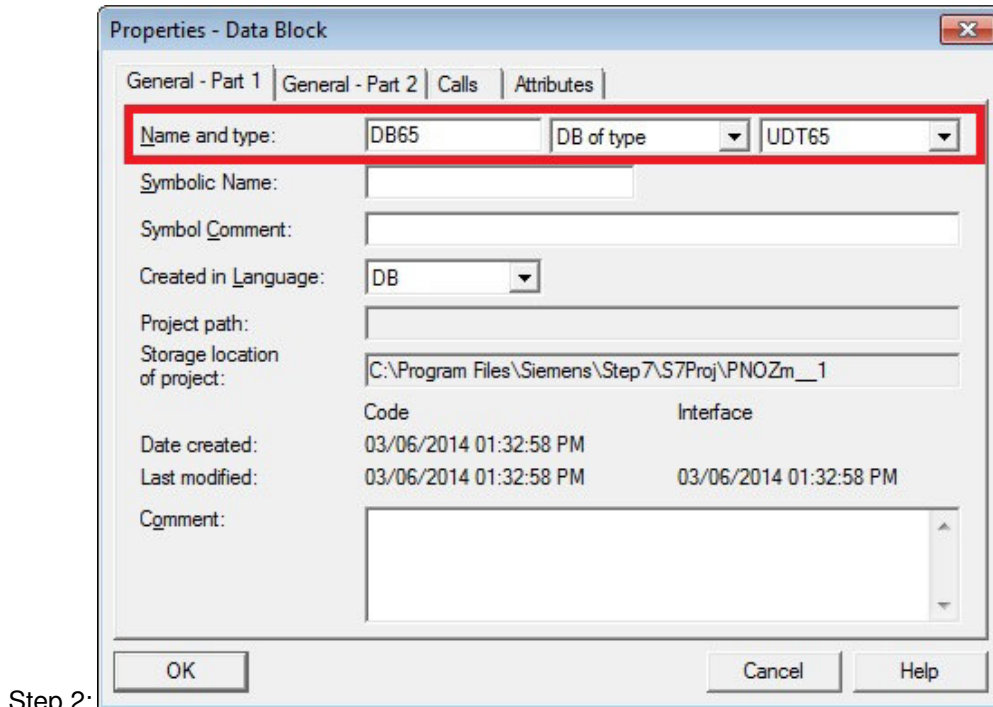 Properties - Data Block
General - Part 1 General - Part 2 Calls Attributes
Name and type: DB65 DB of type UDT65
Symbolic Name:
Symbol Comment:
Created in Language: DB
Project path:
Storage location
of project: C:\Program Files\Siemens\Step7\S7Proj\PNOZm__1
Code Interface
Date created: 03/06/2014 01:32:58 PM
Last modified: 03/06/2014 01:32:58 PM 03/06/2014 01:32:58 PM
Comment:
OK Cancel Help
Step 2: